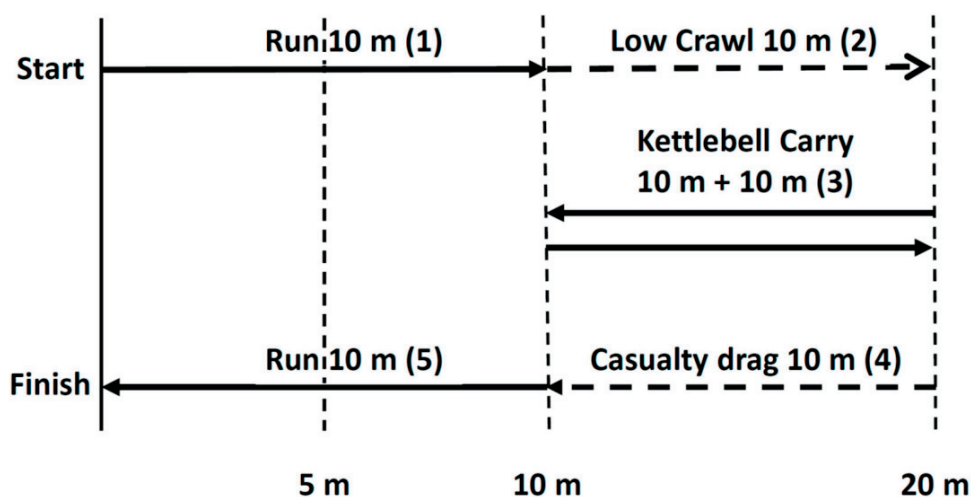 Run 10 m (1)
Low Crawl 10 m (2)
Start
Kettlebell Carry
10 m + 10 m (3)
Run 10 m (5)
Casualty drag 10 m (4)
Finish
5 m
10 m
20 m